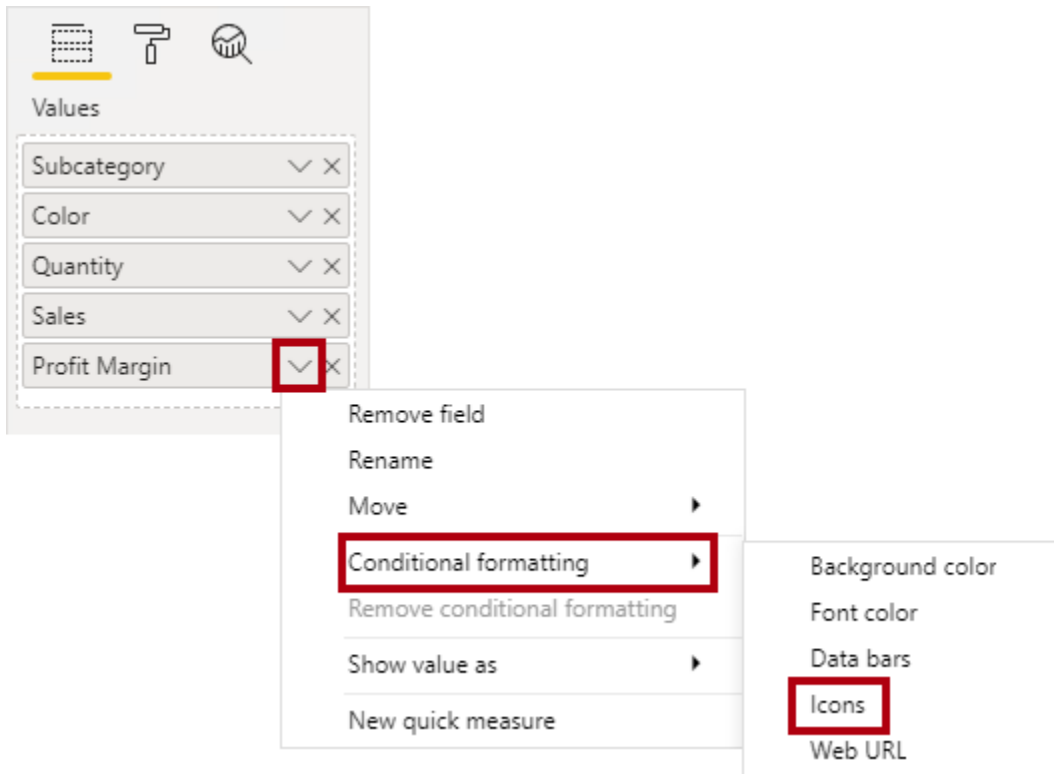 Values
Subcategory
Color
Quantity
Sales
Profit Margin
Remove field
Rename
Move
Conditional formatting
Remove conditional formatting
Show value as
New quick measure
Background color
Font color
Data bars
Icons
Web URL